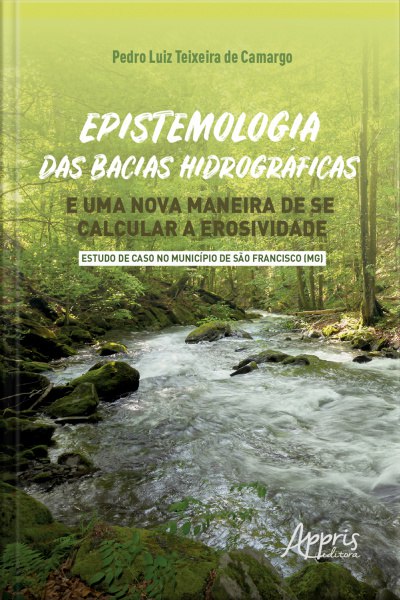 Pedro Luiz Teixeira de Camargo
EPISTEMOLOGIA
DAS BACIAS HIDROGRÁFICAS
E UMA NOVA MANEIRA DE SE
CALCULAR A EROSIVIDADE
ESTUDO DE CASO NO MUNICÍPIO DE SÃO FRANCISCO (MG)
Appris
editora